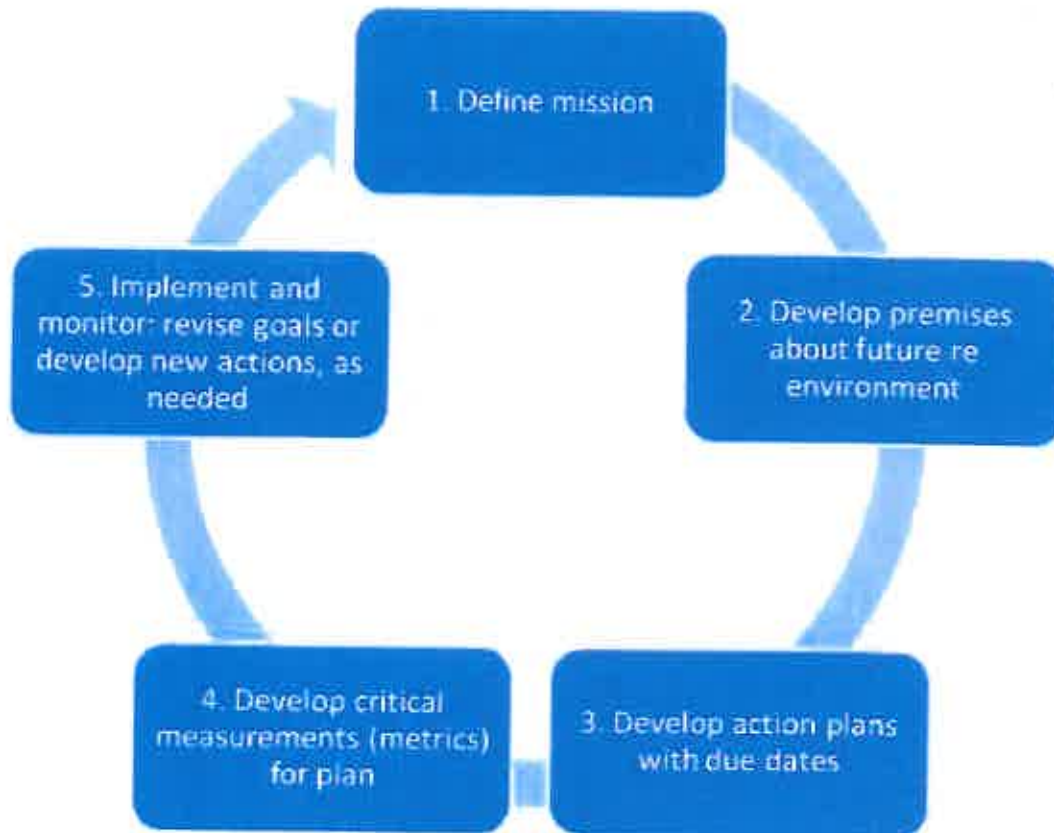 1. Define mission
2. Develop premises
about future re
environment
3. Develop action plans
with due dates
4. Develop critical
measurements (metrics)
for plan
5. Implement and
monitor: revise goals or
develop new actions, as
needed